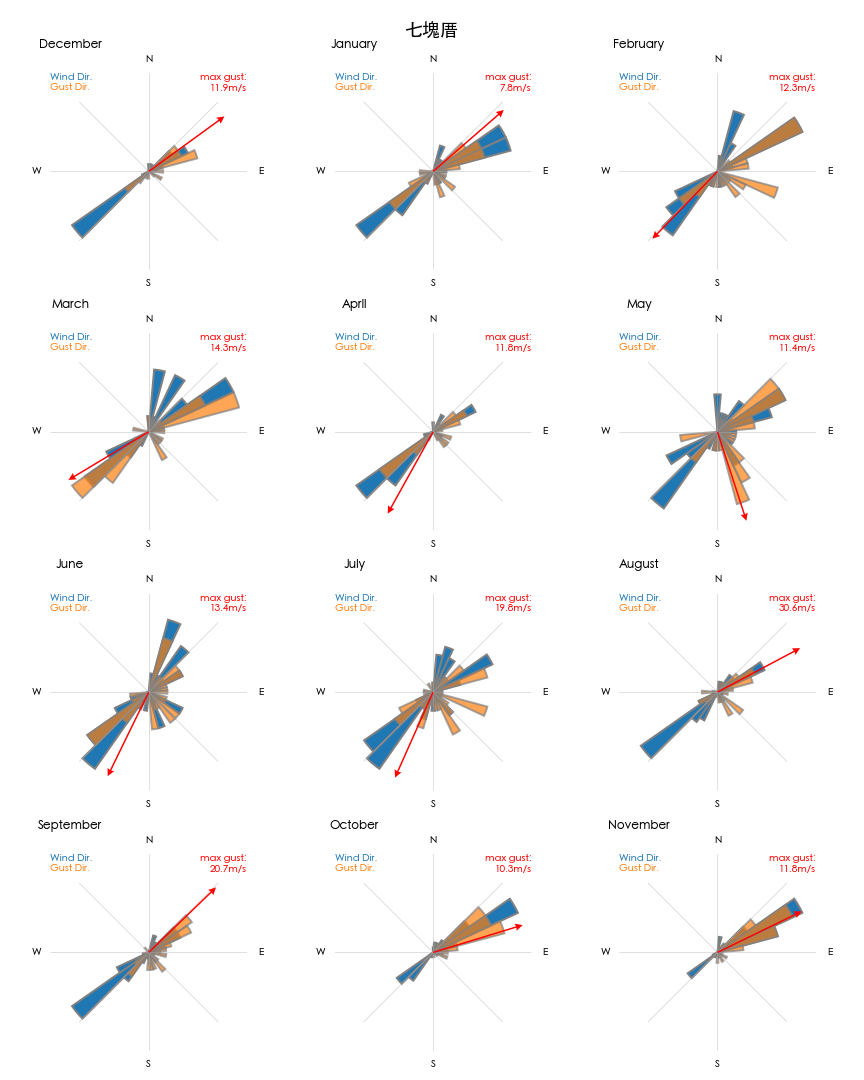 七塊厝
December
N
Wind Dir.
Gust Dir.
max gust:
11.9m/s
W
E
S
January
N
Wind Dir.
Gust Dir.
max gust:
7.8m/s
W
E
S
February
N
Wind Dir.
Gust Dir.
max gust:
12.3m/s
W
E
S
March
N
Wind Dir.
Gust Dir.
max gust:
14.3m/s
W
E
S
April
N
Wind Dir.
Gust Dir.
max gust:
11.8m/s
W
E
S
May
N
Wind Dir.
Gust Dir.
max gust:
11.4m/s
W
E
S
June
N
Wind Dir.
Gust Dir.
max gust:
13.4m/s
W
E
S
July
N
Wind Dir.
Gust Dir.
max gust:
19.8m/s
W
E
S
August
N
Wind Dir.
Gust Dir.
max gust:
30.6m/s
W
E
S
September
N
Wind Dir.
Gust Dir.
max gust:
20.7m/s
W
E
S
October
N
Wind Dir.
Gust Dir.
max gust:
10.3m/s
W
E
S
November
N
Wind Dir.
Gust Dir.
max gust:
11.8m/s
W
E
S